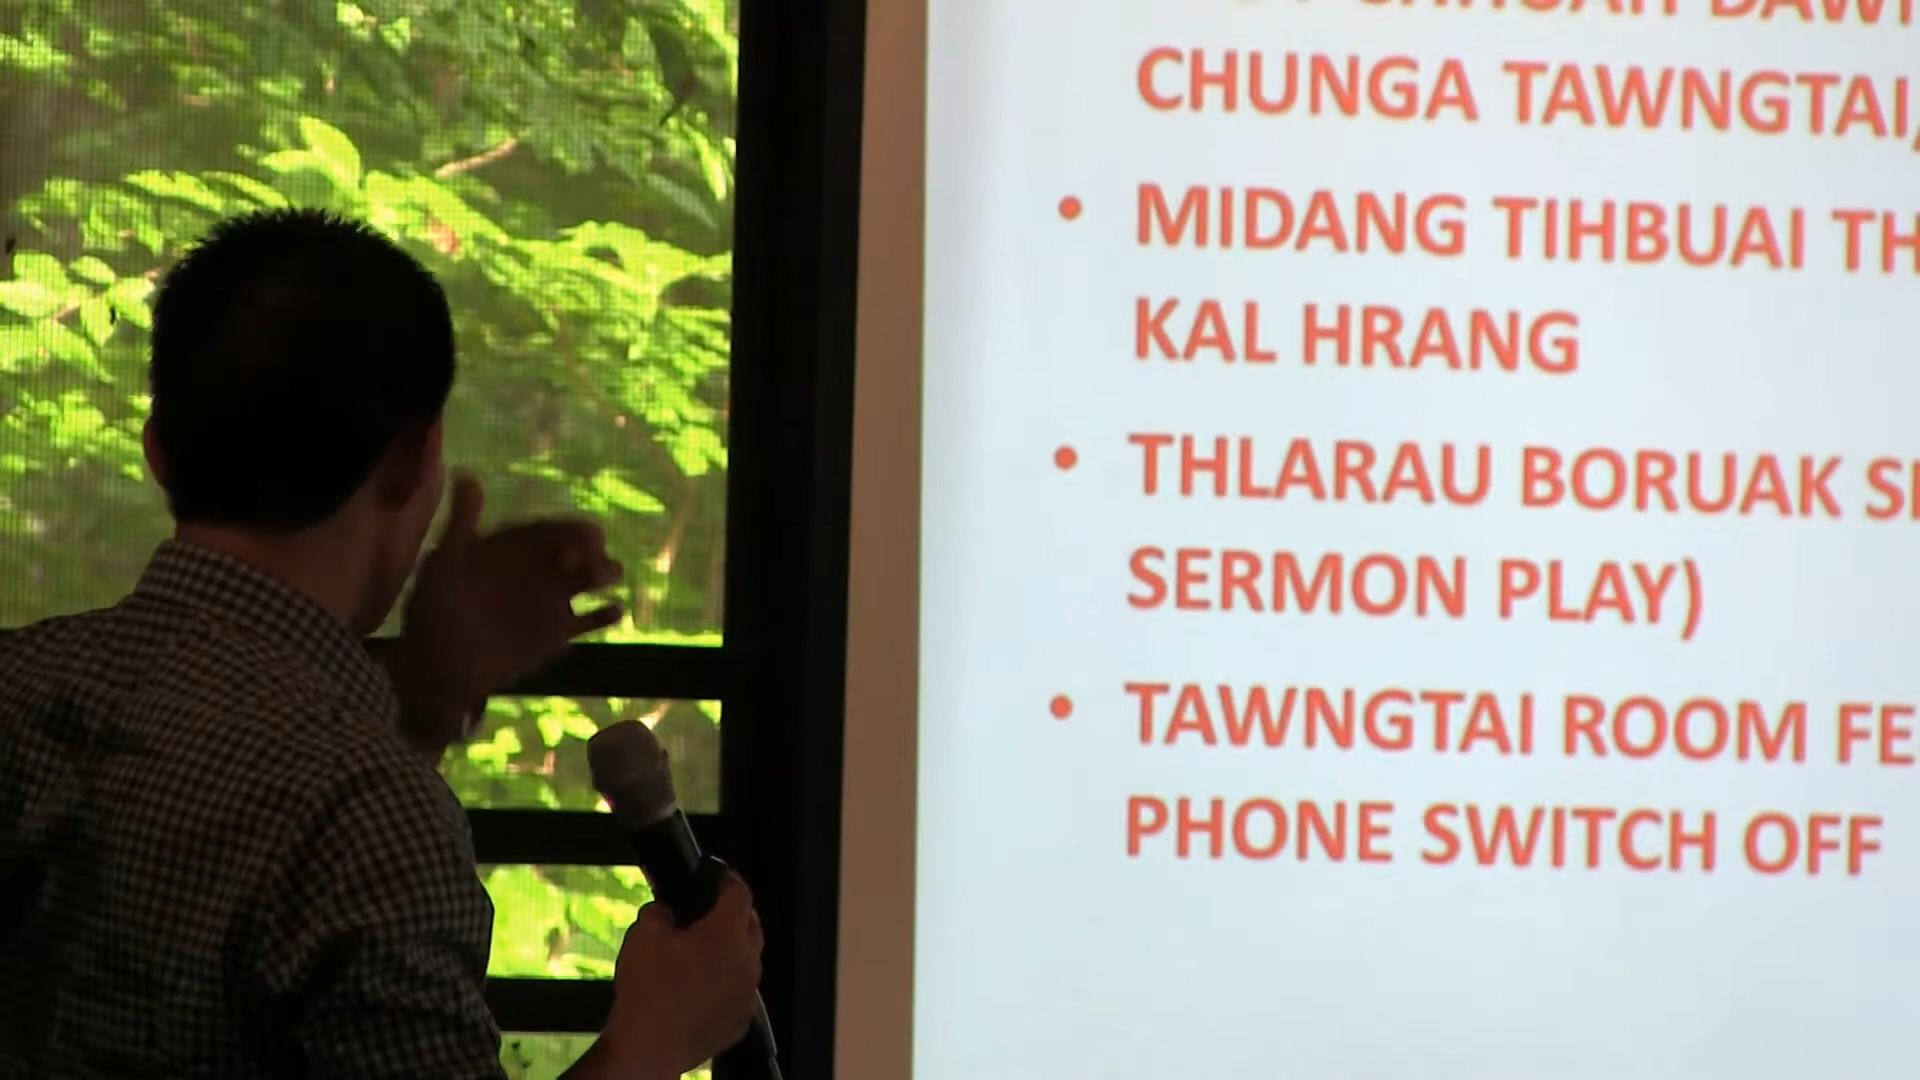 CHUNGA TAWNGTAI,
• MIDANG TIHBUAI
KAL HRANG
• THLARAU BORUAK
SERMON PLAY)
• TAWNGTAI ROOM
PHONE SWITCH OFF